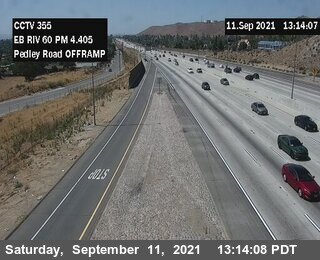 CCTV 355
EB RIV 60 PM 4.405
Pedley Road OFFRAMP
11.Sep 2021 13:14:07
STOP
Saturday, September 11, 2021 13:14:08 PDT